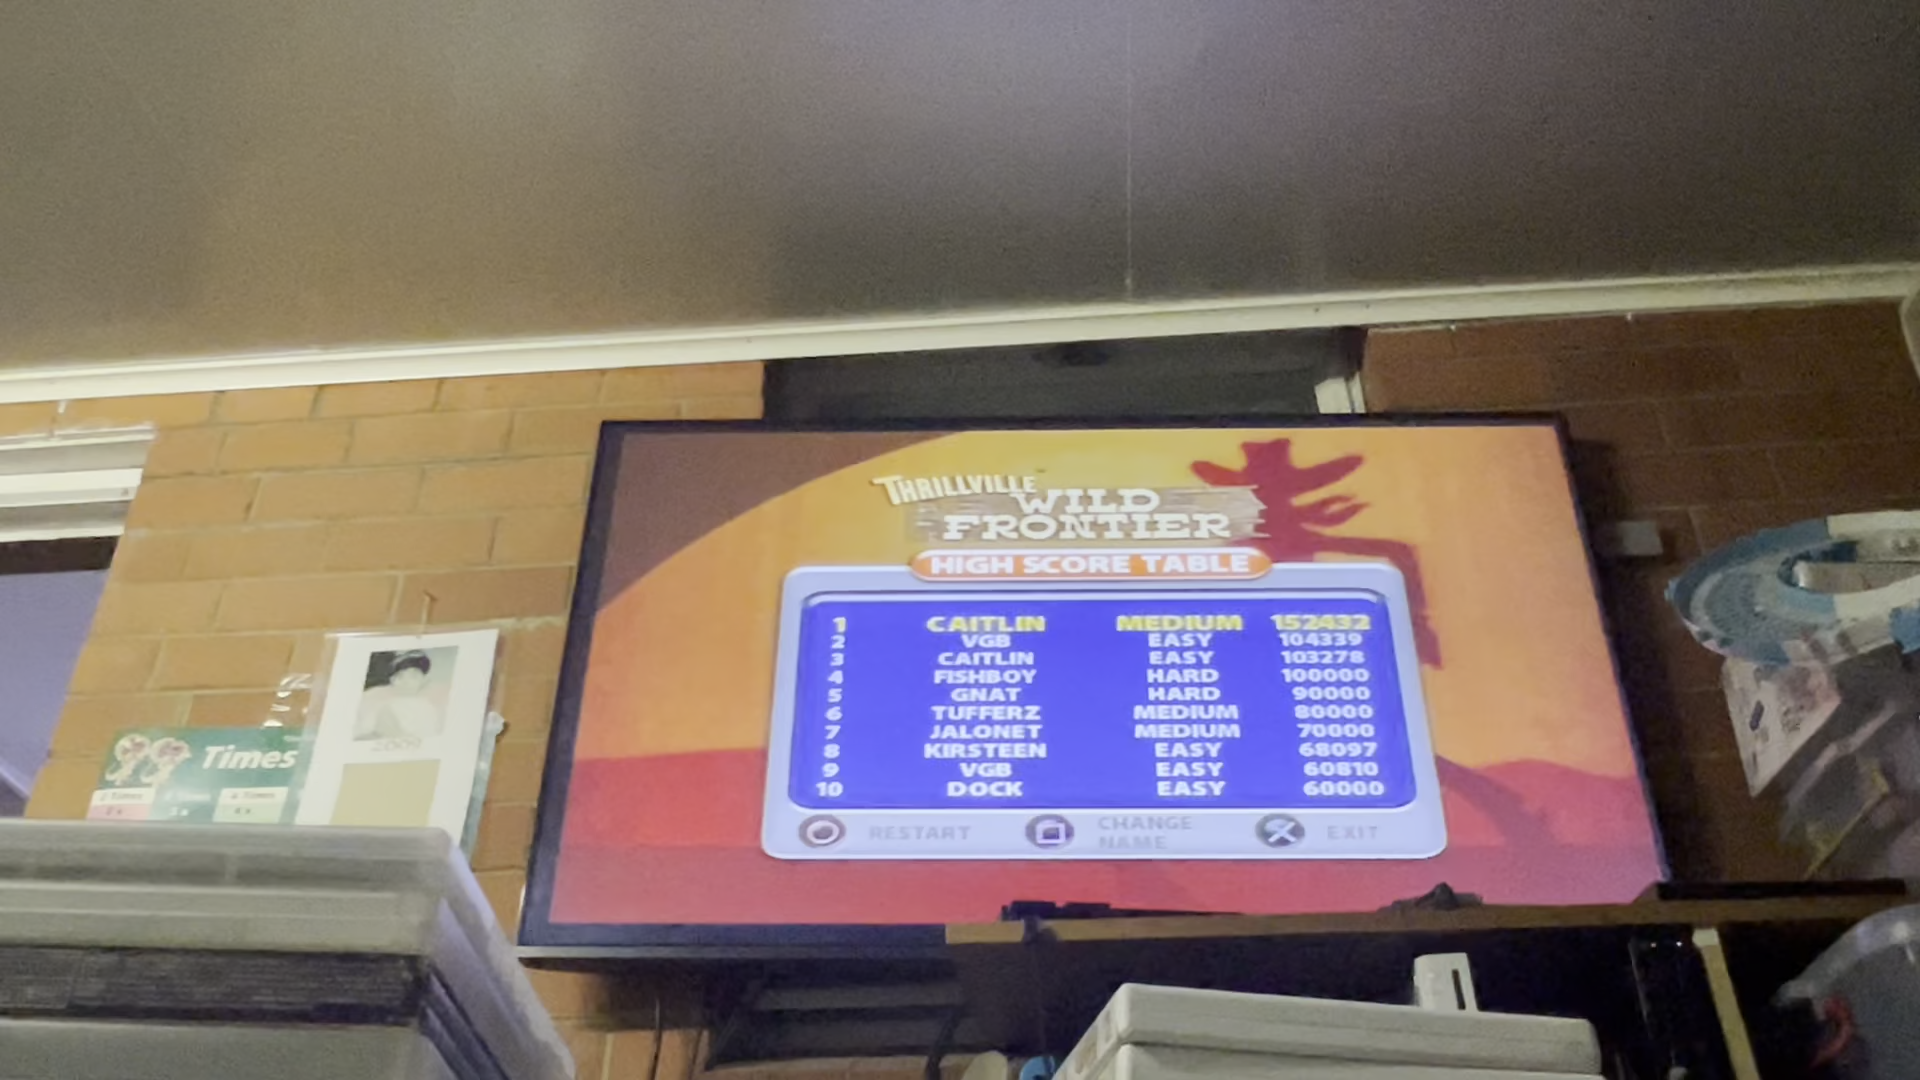 THRILLVILLE
WILD
FRONTIER
HIGH SCORE TABLE
1 CAITLIN MEDIUM 152432
2 VGB EASY 104339
3 CAITLIN EASY 103278
4 FISHBOY HARD 100000
5 GNAT HARD 90000
6 TUFFERZ MEDIUM 80000
7 JALONET MEDIUM 70000
8 KIRSTEEN EASY 68097
9 VGB EASY 60810
10 DOCK EASY 60000
RESTART CHANGE NAME EXIT
Times
2009